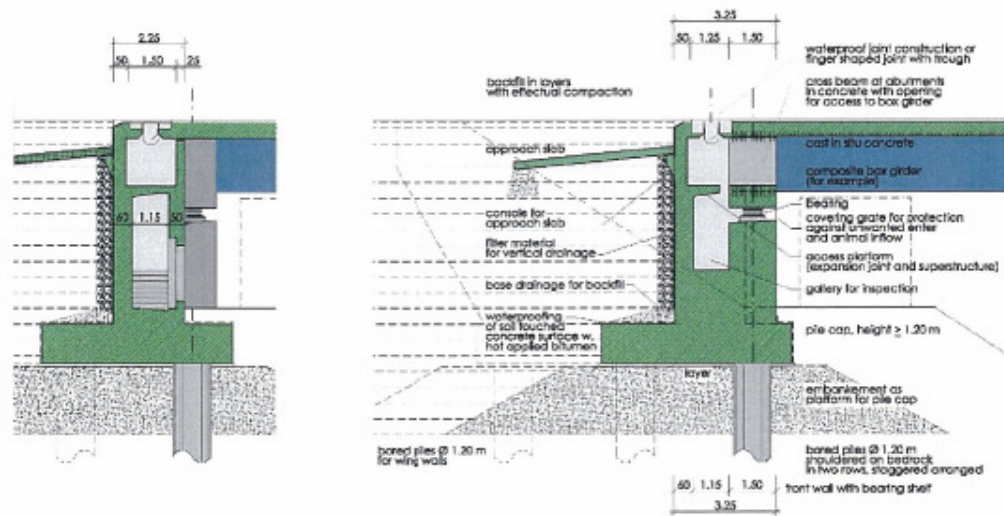 2.25
50 1.50 25
60 1.15 50
3.25
50 1.25 1.50
waterproof joint construction or
finger shaped joint with trough
cross beam at abutments
in concrete with opening
for access to box girder
backfill in layers
with effectual compaction
approach slab
cast in situ concrete
composite box girder
(for example)
bearing
console for
approach slab
covering grate for protection
against unwanted enter
and animal inflow
filter material
for vertical drainage
access platform
(expansion joint and superstructure)
base drainage for backfill
gallery for inspection
waterproofing
of soil touched
concrete surface w.
hot applied bitumen
pile cap, height ≥ 1.20 m
layer
embankement as
platform for pile cap
bored piles Ø 1.20 m
for wing walls
bored piles Ø 1.20 m
shouldered on bedrock
in two rows, staggered arranged
60 1.15 1.50
front wall with bearing shelf
3.25